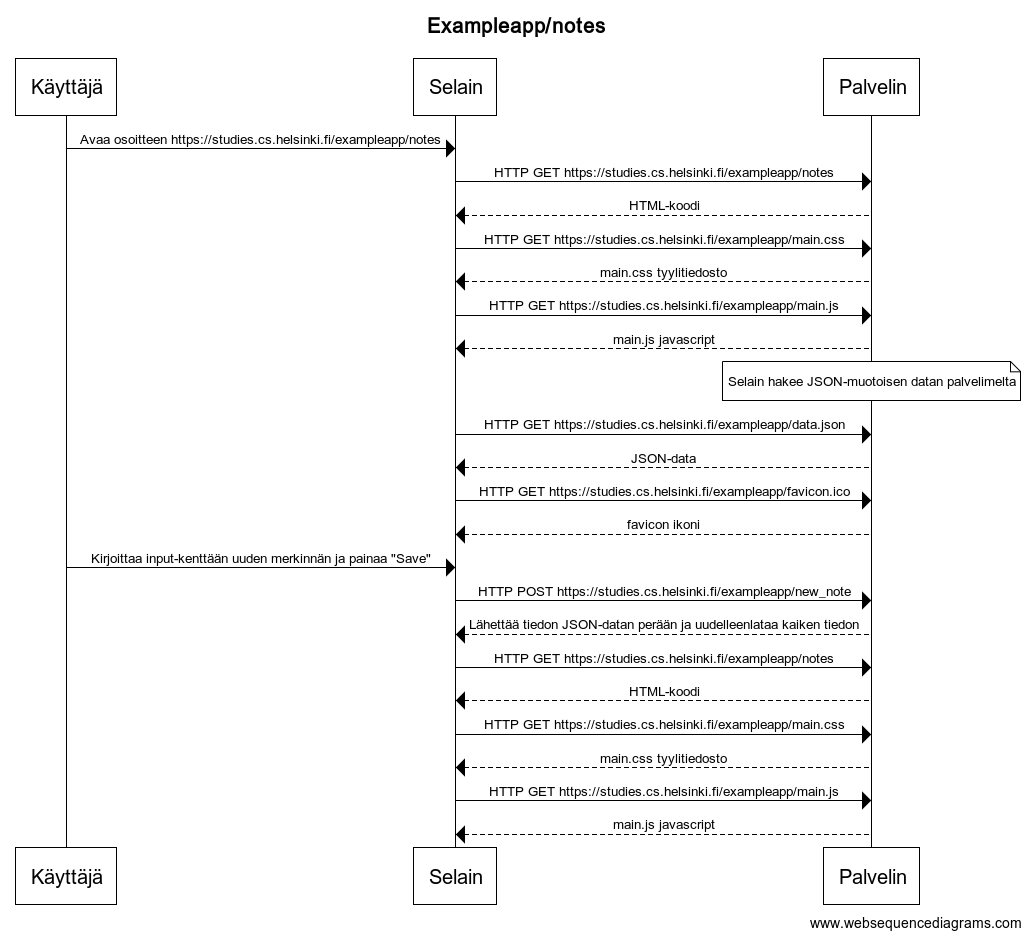 Exampleapp/notes
Käyttäjä
Selain
Palvelin
Avaa osoitteen https://studies.cs.helsinki.fi/exampleapp/notes
HTTP GET https://studies.cs.helsinki.fi/exampleapp/notes
HTML-koodi
HTTP GET https://studies.cs.helsinki.fi/exampleapp/main.css
main.css tyylitiedosto
HTTP GET https://studies.cs.helsinki.fi/exampleapp/main.js
main.js javascript
Selain hakee JSON-muotoisen datan palvelimelta
HTTP GET https://studies.cs.helsinki.fi/exampleapp/data.json
JSON-data
HTTP GET https://studies.cs.helsinki.fi/exampleapp/favicon.ico
favicon ikoni
Kirjoittaa input-kenttään uuden merkinnän ja painaa "Save"
HTTP POST https://studies.cs.helsinki.fi/exampleapp/new_note
Lähettää tiedon JSON-datan perään ja uudelleenlataa kaiken tiedon
HTTP GET https://studies.cs.helsinki.fi/exampleapp/notes
HTML-koodi
HTTP GET https://studies.cs.helsinki.fi/exampleapp/main.css
main.css tyylitiedosto
HTTP GET https://studies.cs.helsinki.fi/exampleapp/main.js
main.js javascript
Käyttäjä
Selain
Palvelin
www.websequencediagrams.com